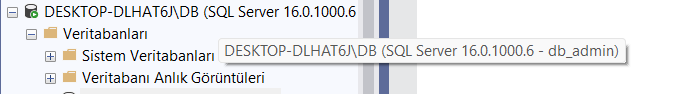 DESKTOP-DLHAT6J\DB (SQL Server 16.0.1000.6
Veritabanları
Sistem Veritabanları
DESKTOP-DLHAT6J\DB (SQL Server 16.0.1000.6 - db_admin)
Veritabanı Anlık Görüntüleri